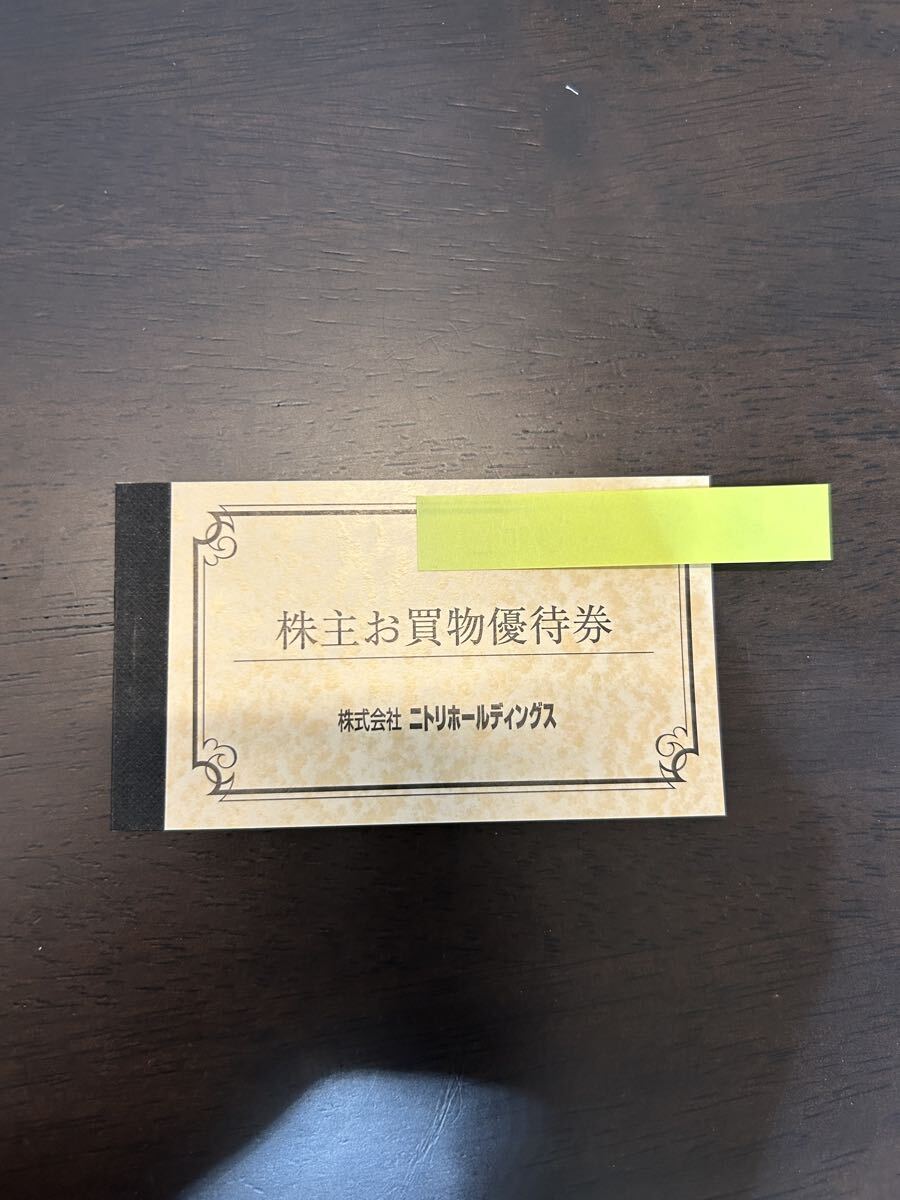 株主お買物優待券
株式会社 ニトリホールディングス